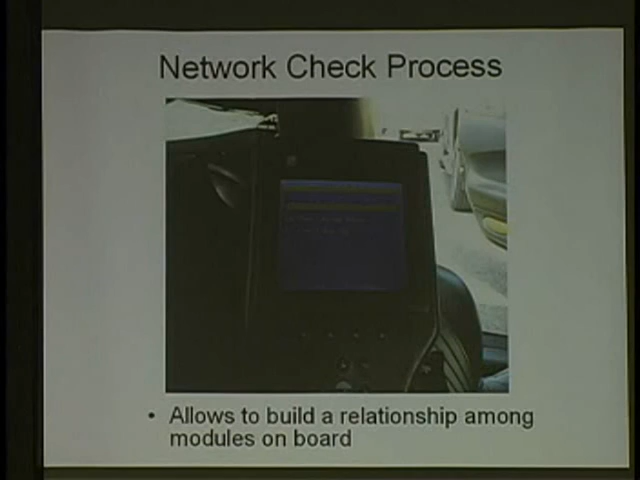 Network Check Process
• Allows to build a relationship among
modules on board